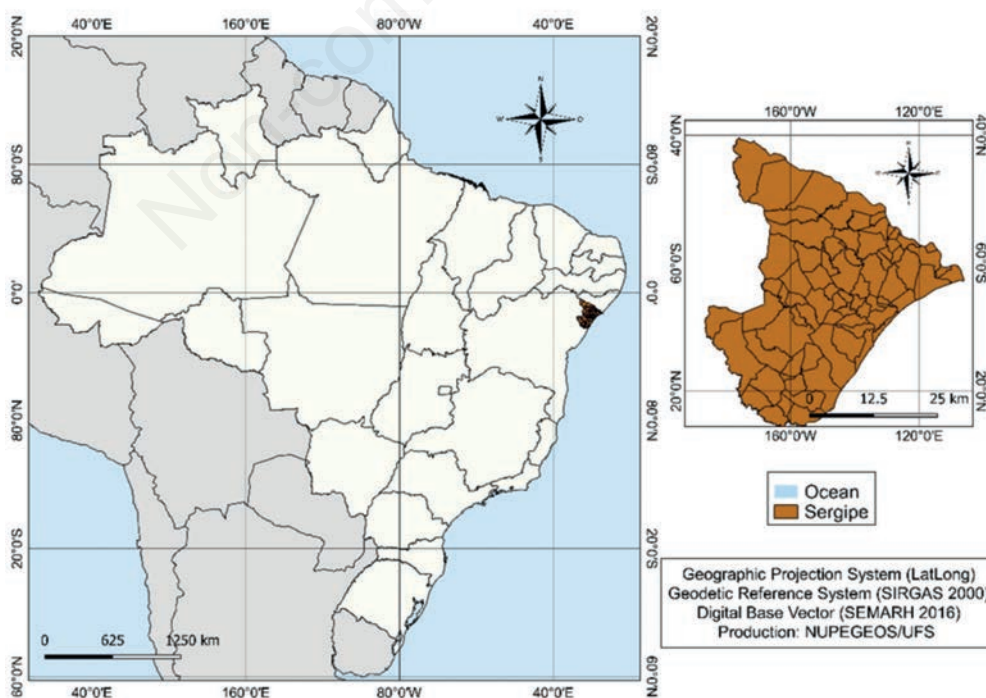 40°0'E 160°0'E 80°0'W 40°0'E
20°0'N 20°0'N
Non-com
N
W
S
160°0'W 120°0'E
40°0'N 40°0'N
80°0'S 80°0'S
60°0'S 60°0'S
0° 0°0'
20°0'N 20°0'N
0 12.5 25 km
160°0'W 120°0'E
80°0'N 80°0'N
Ocean
Sergipe
20°0'S 20°0'S
Geographic Projection System (LatLong)
Geodetic Reference System (SIRGAS 2000)
Digital Base Vector (SEMARH 2016)
Production: NUPEGEOS/UFS
0 625 1250 km
60°0'N 60°0'N
40°0'E 160°0'E 80°0'W 40°0'E